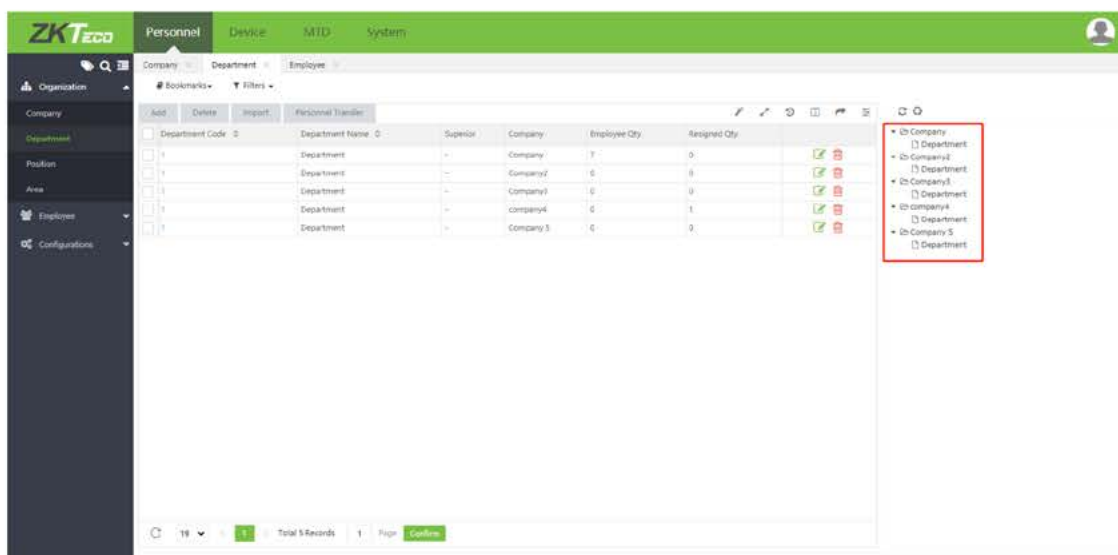 ZKTeco
Personnel Device MTD System
Company Department Employee
Organization
Bookmarks Filters
Company
Add Delete Import Personnel Transfer
Department Code Department Name Superior Company Employee Qty Resigned Qty
Department
Position
Area
Employee
Configurations
1 Department - Company 7 0
1 Department - Company2 0 0
1 Department - Company3 0 0
1 Department - company4 0 1
1 Department - Company 5 0 0
Company
Department
Company2
Department
Company3
Department
company4
Department
Company 5
Department
1 Total 5 Records 1 Page Confirm